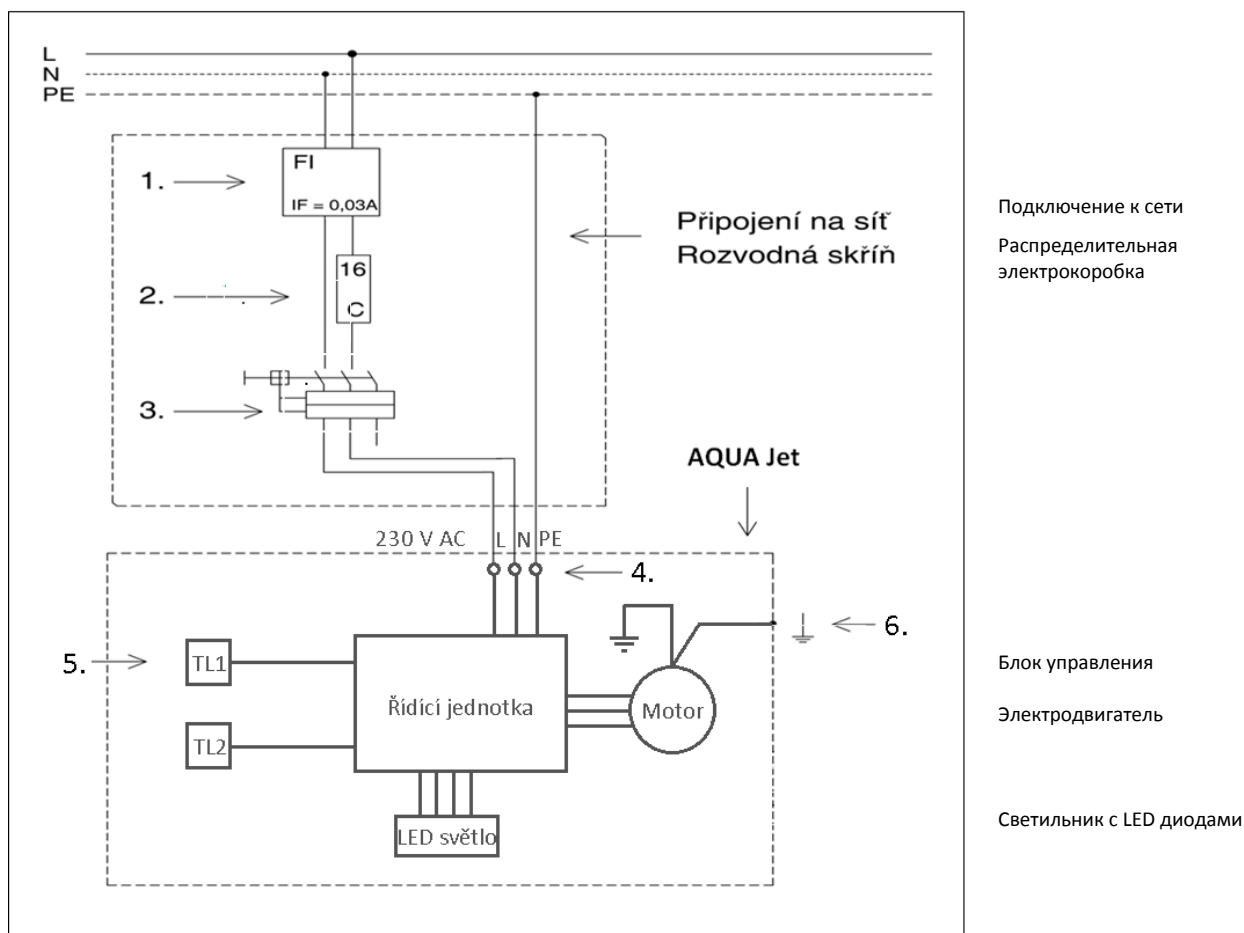 L
N
PE
FI
1.
IF = 0,03A
Připojení na síť
Rozvodná skříň
16
2.
C
3.
AQUA Jet
230 V AC L N PE
4.
6.
5.
TL1
Řídící jednotka
Motor
TL2
LED světlo
Подключение к сети
Распределительная
электрокоробка
Блок управления
Электродвигатель
Светильник с LED диодами